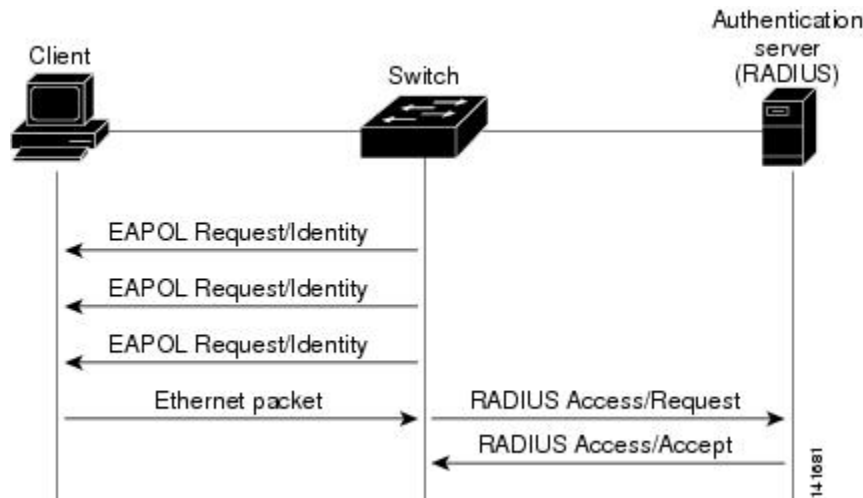 Client
Switch
Authentication
server
(RADIUS)
EAPOL Request/Identity
EAPOL Request/Identity
EAPOL Request/Identity
Ethernet packet
RADIUS Access/Request
RADIUS Access/Accept
141681